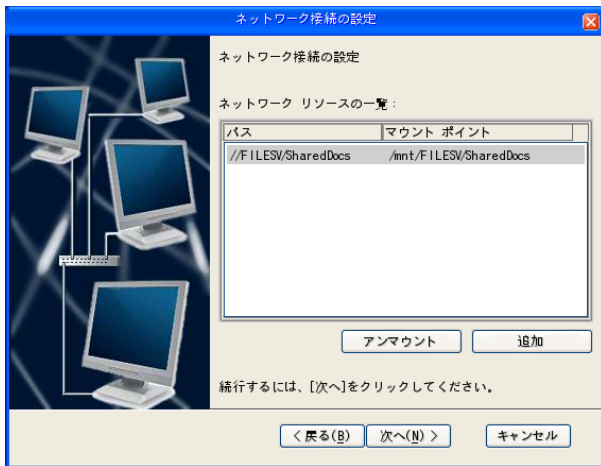 ネットワーク接続の設定
ネットワーク接続の設定
ネットワーク リソースの一覧:
パス マウント ポイント
//FILESV/SharedDocs /mnt/FILESV/SharedDocs
アンマウント 追加
続行するには、[次へ]をクリックしてください。
< 戻る(B) 次へ(N) > キャンセル